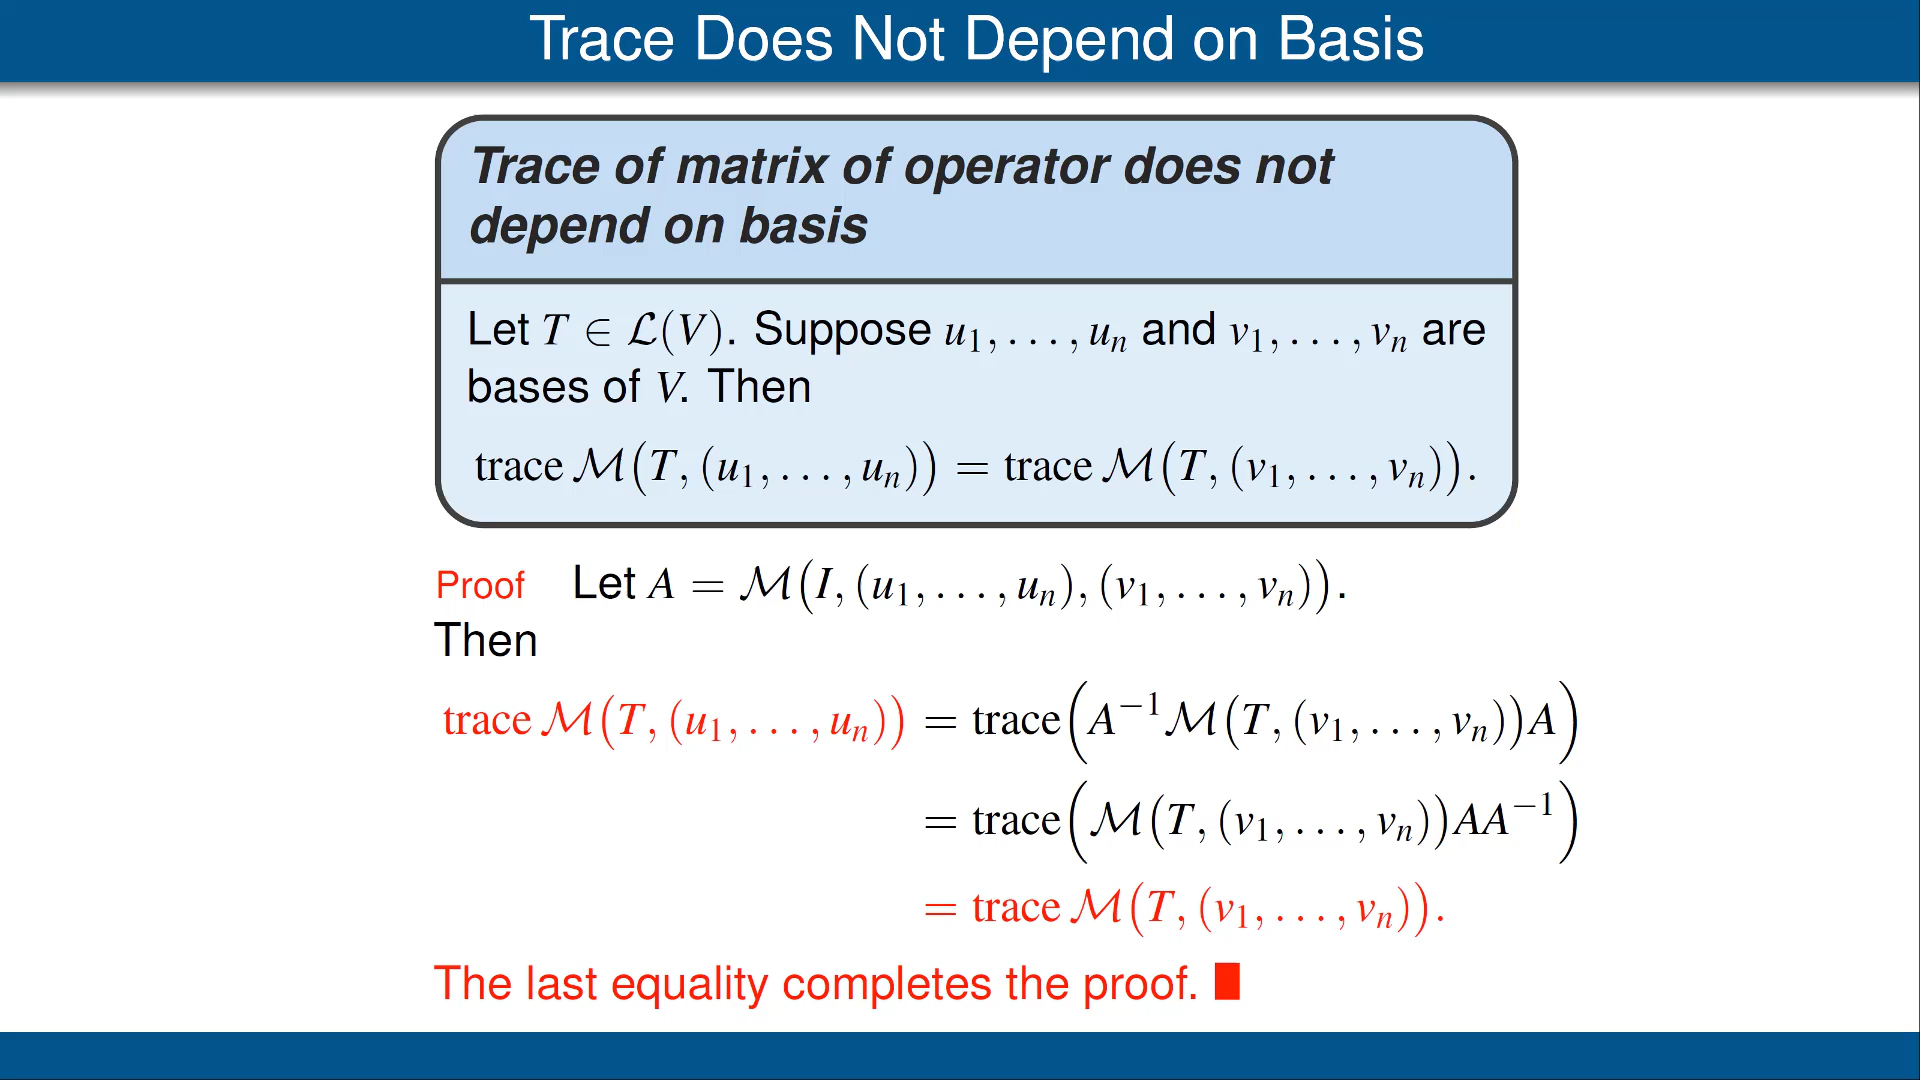 Trace Does Not Depend on Basis
Trace of matrix of operator does not
depend on basis
Let T ∈ ℒ(V). Suppose u₁, . . . , uₙ and v₁, . . . , vₙ are
bases of V. Then
trace ℳ(T, (u₁, . . . , uₙ)) = trace ℳ(T, (v₁, . . . , vₙ)).
Proof Let A = ℳ(I, (u₁, . . . , uₙ), (v₁, . . . , vₙ)).
Then
trace ℳ(T, (u₁, . . . , uₙ)) = trace(A⁻¹ℳ(T, (v₁, . . . , vₙ))A)
= trace(ℳ(T, (v₁, . . . , vₙ))AA⁻¹)
= trace ℳ(T, (v₁, . . . , vₙ)).
The last equality completes the proof. ■